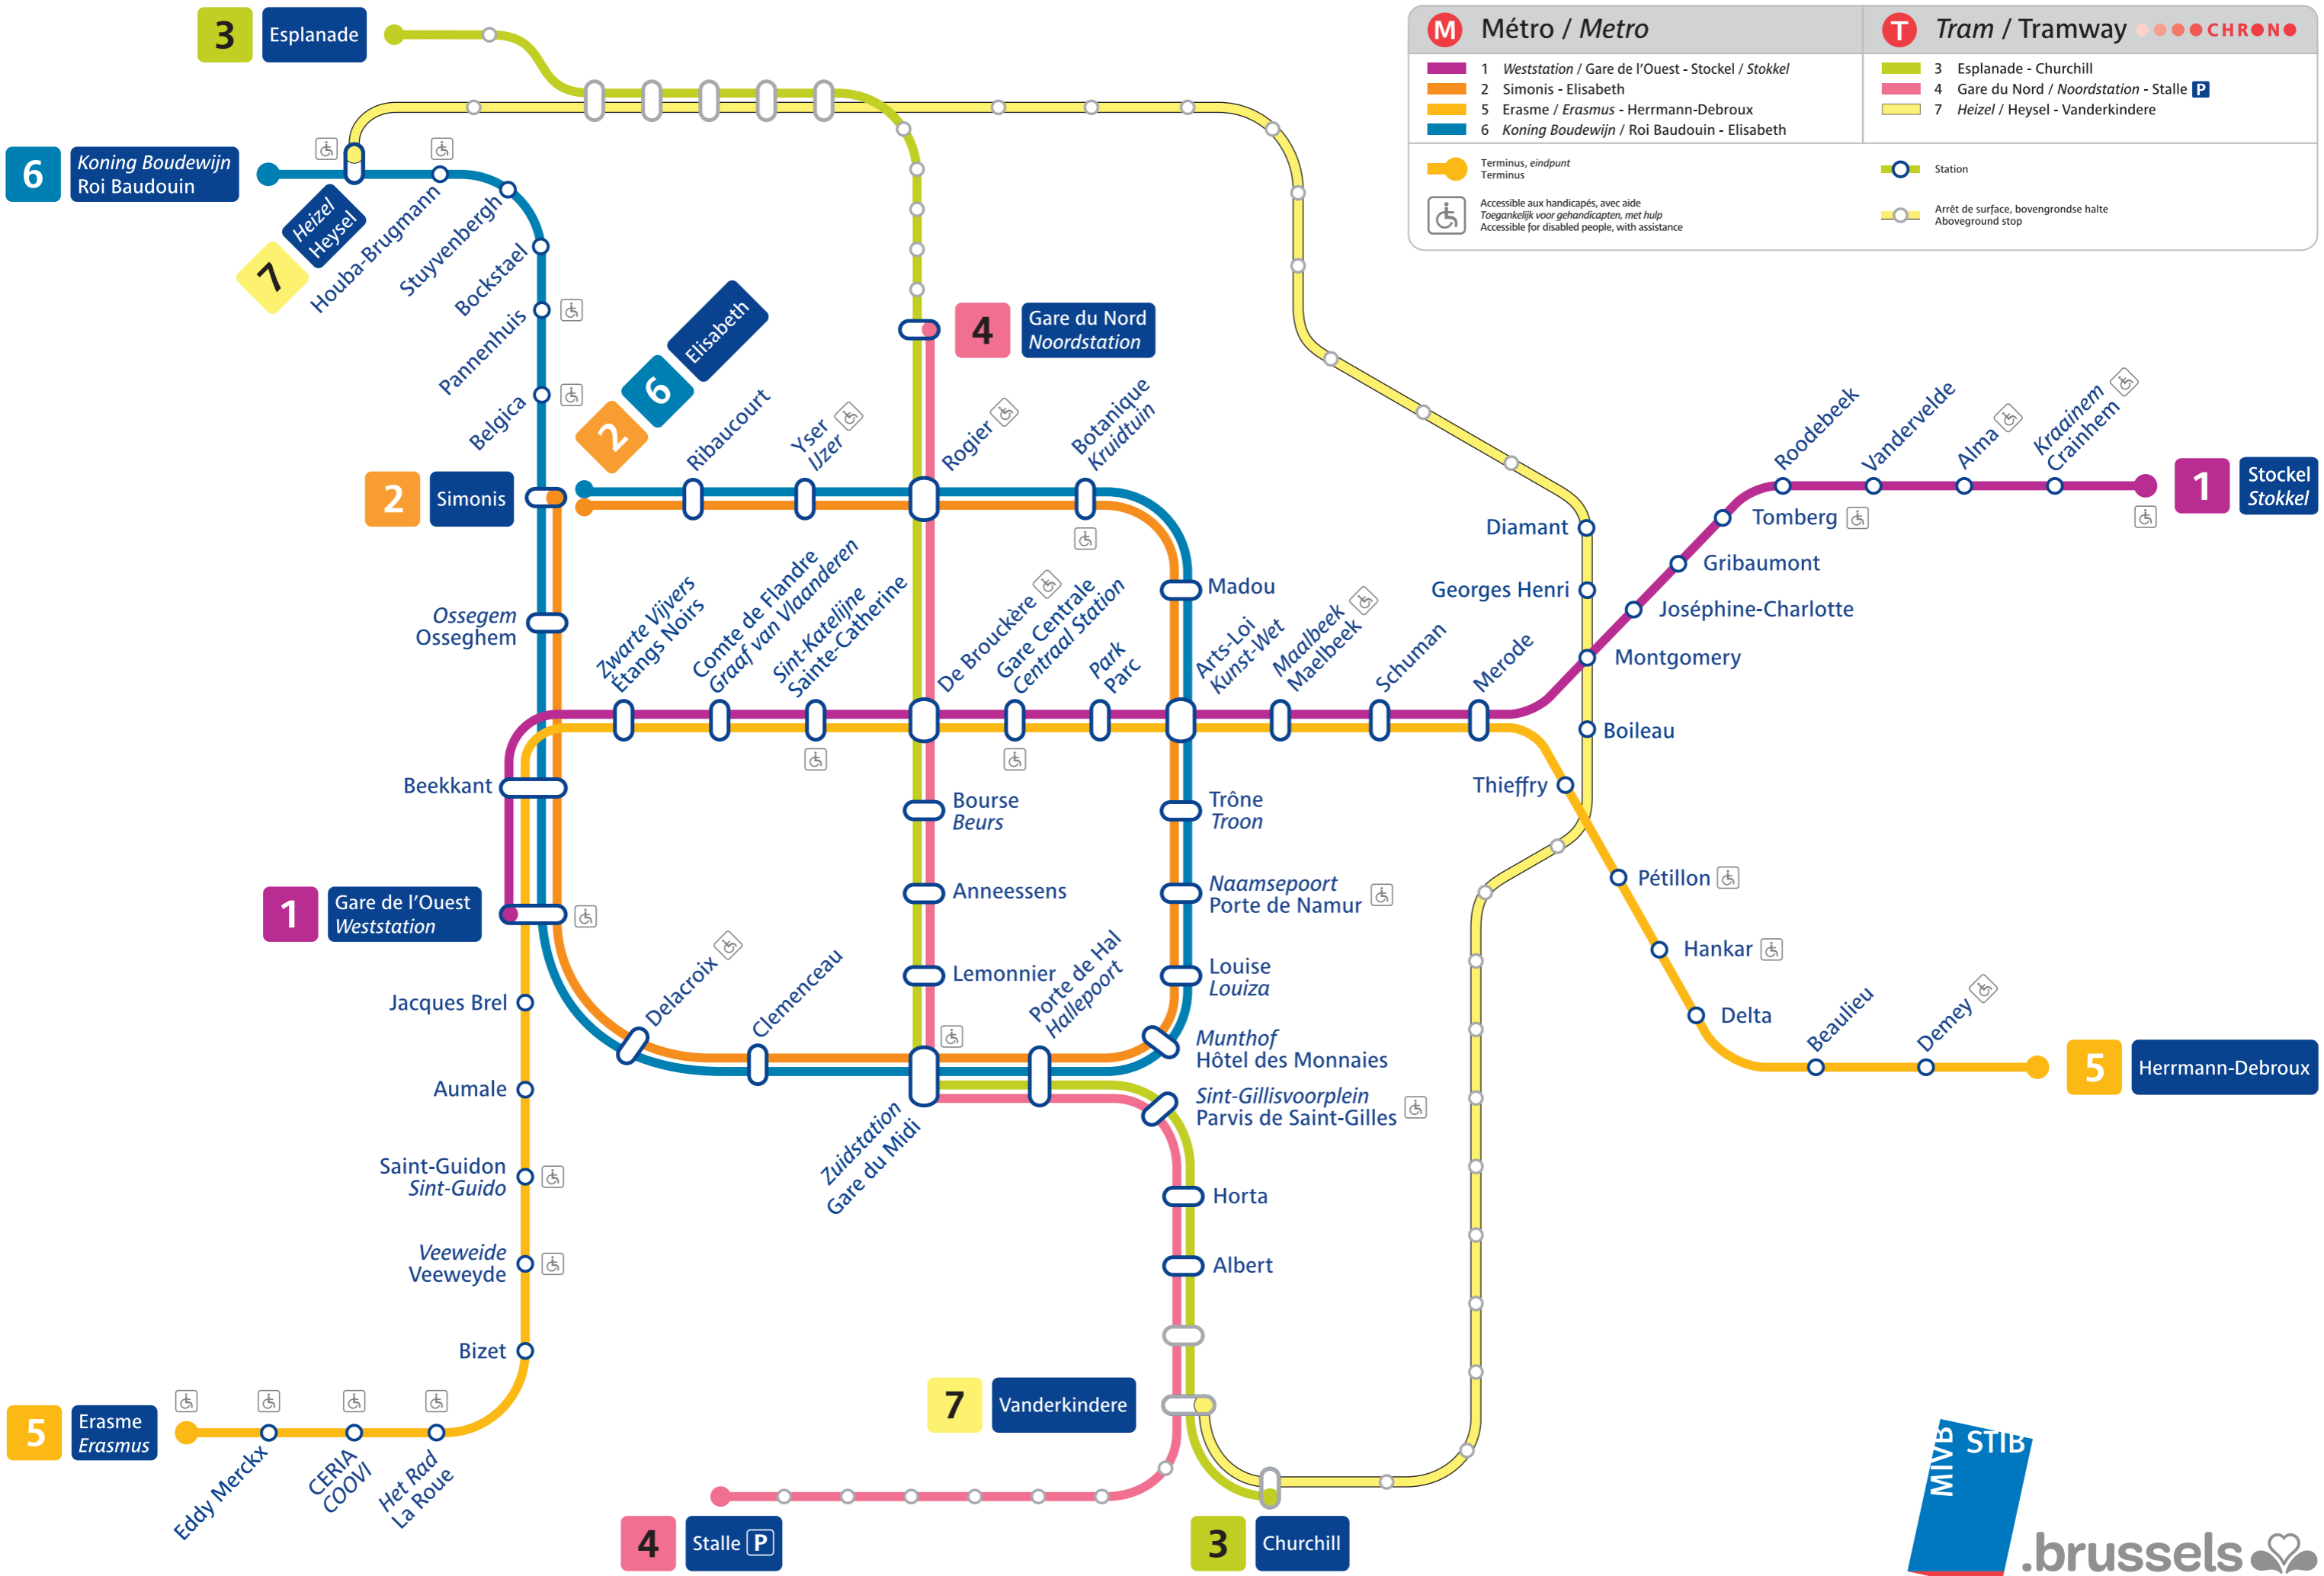 3 Esplanade
M Métro / Metro
1 Weststation / Gare de l'Ouest - Stockel / Stokkel
2 Simonis - Elisabeth
5 Erasme / Erasmus - Herrmann-Debroux
6 Koning Boudewijn / Roi Baudouin - Elisabeth
T Tram / Tramway CHRONO
3 Esplanade - Churchill
4 Gare du Nord / Noordstation - Stalle P
7 Heizel / Heysel - Vanderkindere
Terminus, eindpunt
Terminus
Station
Accessible aux handicapés, avec aide
Toegankelijk voor gehandicapten, met hulp
Accessible for disabled people, with assistance
Arrêt de surface, bovengrondse halte
Aboveground stop
6 Koning Boudewijn
Roi Baudouin
7 Heizel
Heysel
Houba-Brugmann
Stuyvenbergh
Bockstael
Pannenhuis
Belgica
2 6 Elisabeth
4 Gare du Nord
Noordstation
2 Simonis
Ribaucourt
Yser
IJzer
Rogier
Botanique
Kruidtuin
Madou
Diamant
Georges Henri
Montgomery
Boileau
Roodebeek
Vandervelde
Alma
Kraainem
Crainhem
1 Stockel
Stokkel
Tomberg
Gribaumont
Joséphine-Charlotte
Ossegem
Osseghem
Zwarte Vijvers
Étangs Noirs
Comte de Flandre
Graaf van Vlaanderen
Sint-Katelijne
Sainte-Catherine
De Brouckère
Gare Centrale
Centraal Station
Park
Parc
Arts-Loi
Kunst-Wet
Maalbeek
Maelbeek
Schuman
Merode
Beekkant
Bourse
Beurs
Trône
Troon
Thieffry
Anneessens
Naamsepoort
Porte de Namur
Pétillon
1 Gare de l'Ouest
Weststation
Hankar
Delacroix
Clemenceau
Lemonnier
Porte de Hal
Hallepoort
Louise
Louiza
Jacques Brel
Delta
Beaulieu
Demey
Munthof
Hôtel des Monnaies
5 Herrmann-Debroux
Aumale
Zuidstation
Gare du Midi
Sint-Gillisvoorplein
Parvis de Saint-Gilles
Saint-Guidon
Sint-Guido
Horta
Veeweide
Veeweyde
Albert
Bizet
7 Vanderkindere
5 Erasme
Erasmus
Eddy Merckx
CERIA
COOVI
Het Rad
La Roue
4 Stalle P
3 Churchill
MIVB
STIB
.brussels